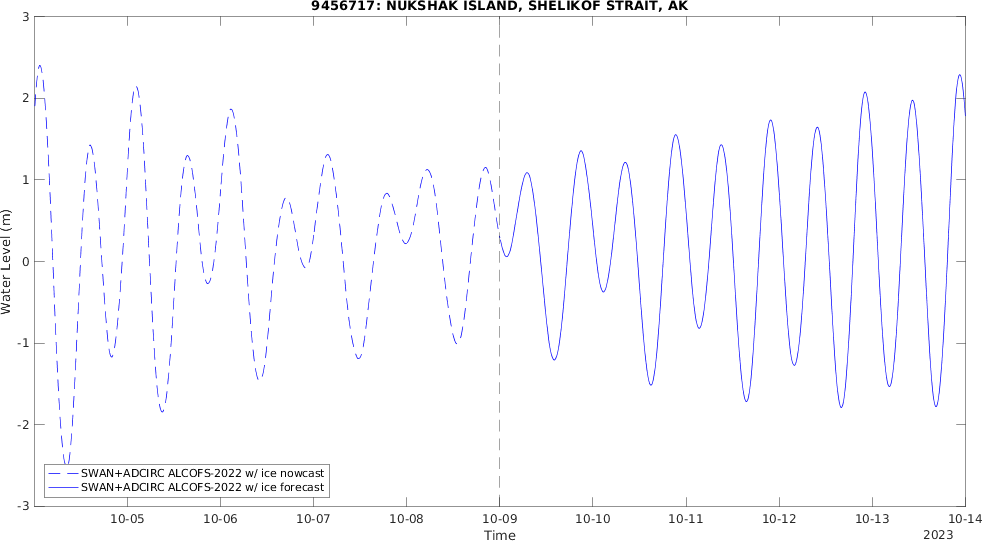 9456717: NUKSHAK ISLAND, SHELIKOF STRAIT, AK
3
2
1
0
-1
-2
-3
Water Level (m)
SWAN+ADCIRC ALCOFS-2022 w/ ice nowcast
SWAN+ADCIRC ALCOFS-2022 w/ ice forecast
10-05 10-06 10-07 10-08 10-09 10-10 10-11 10-12 10-13 10-14
Time
2023